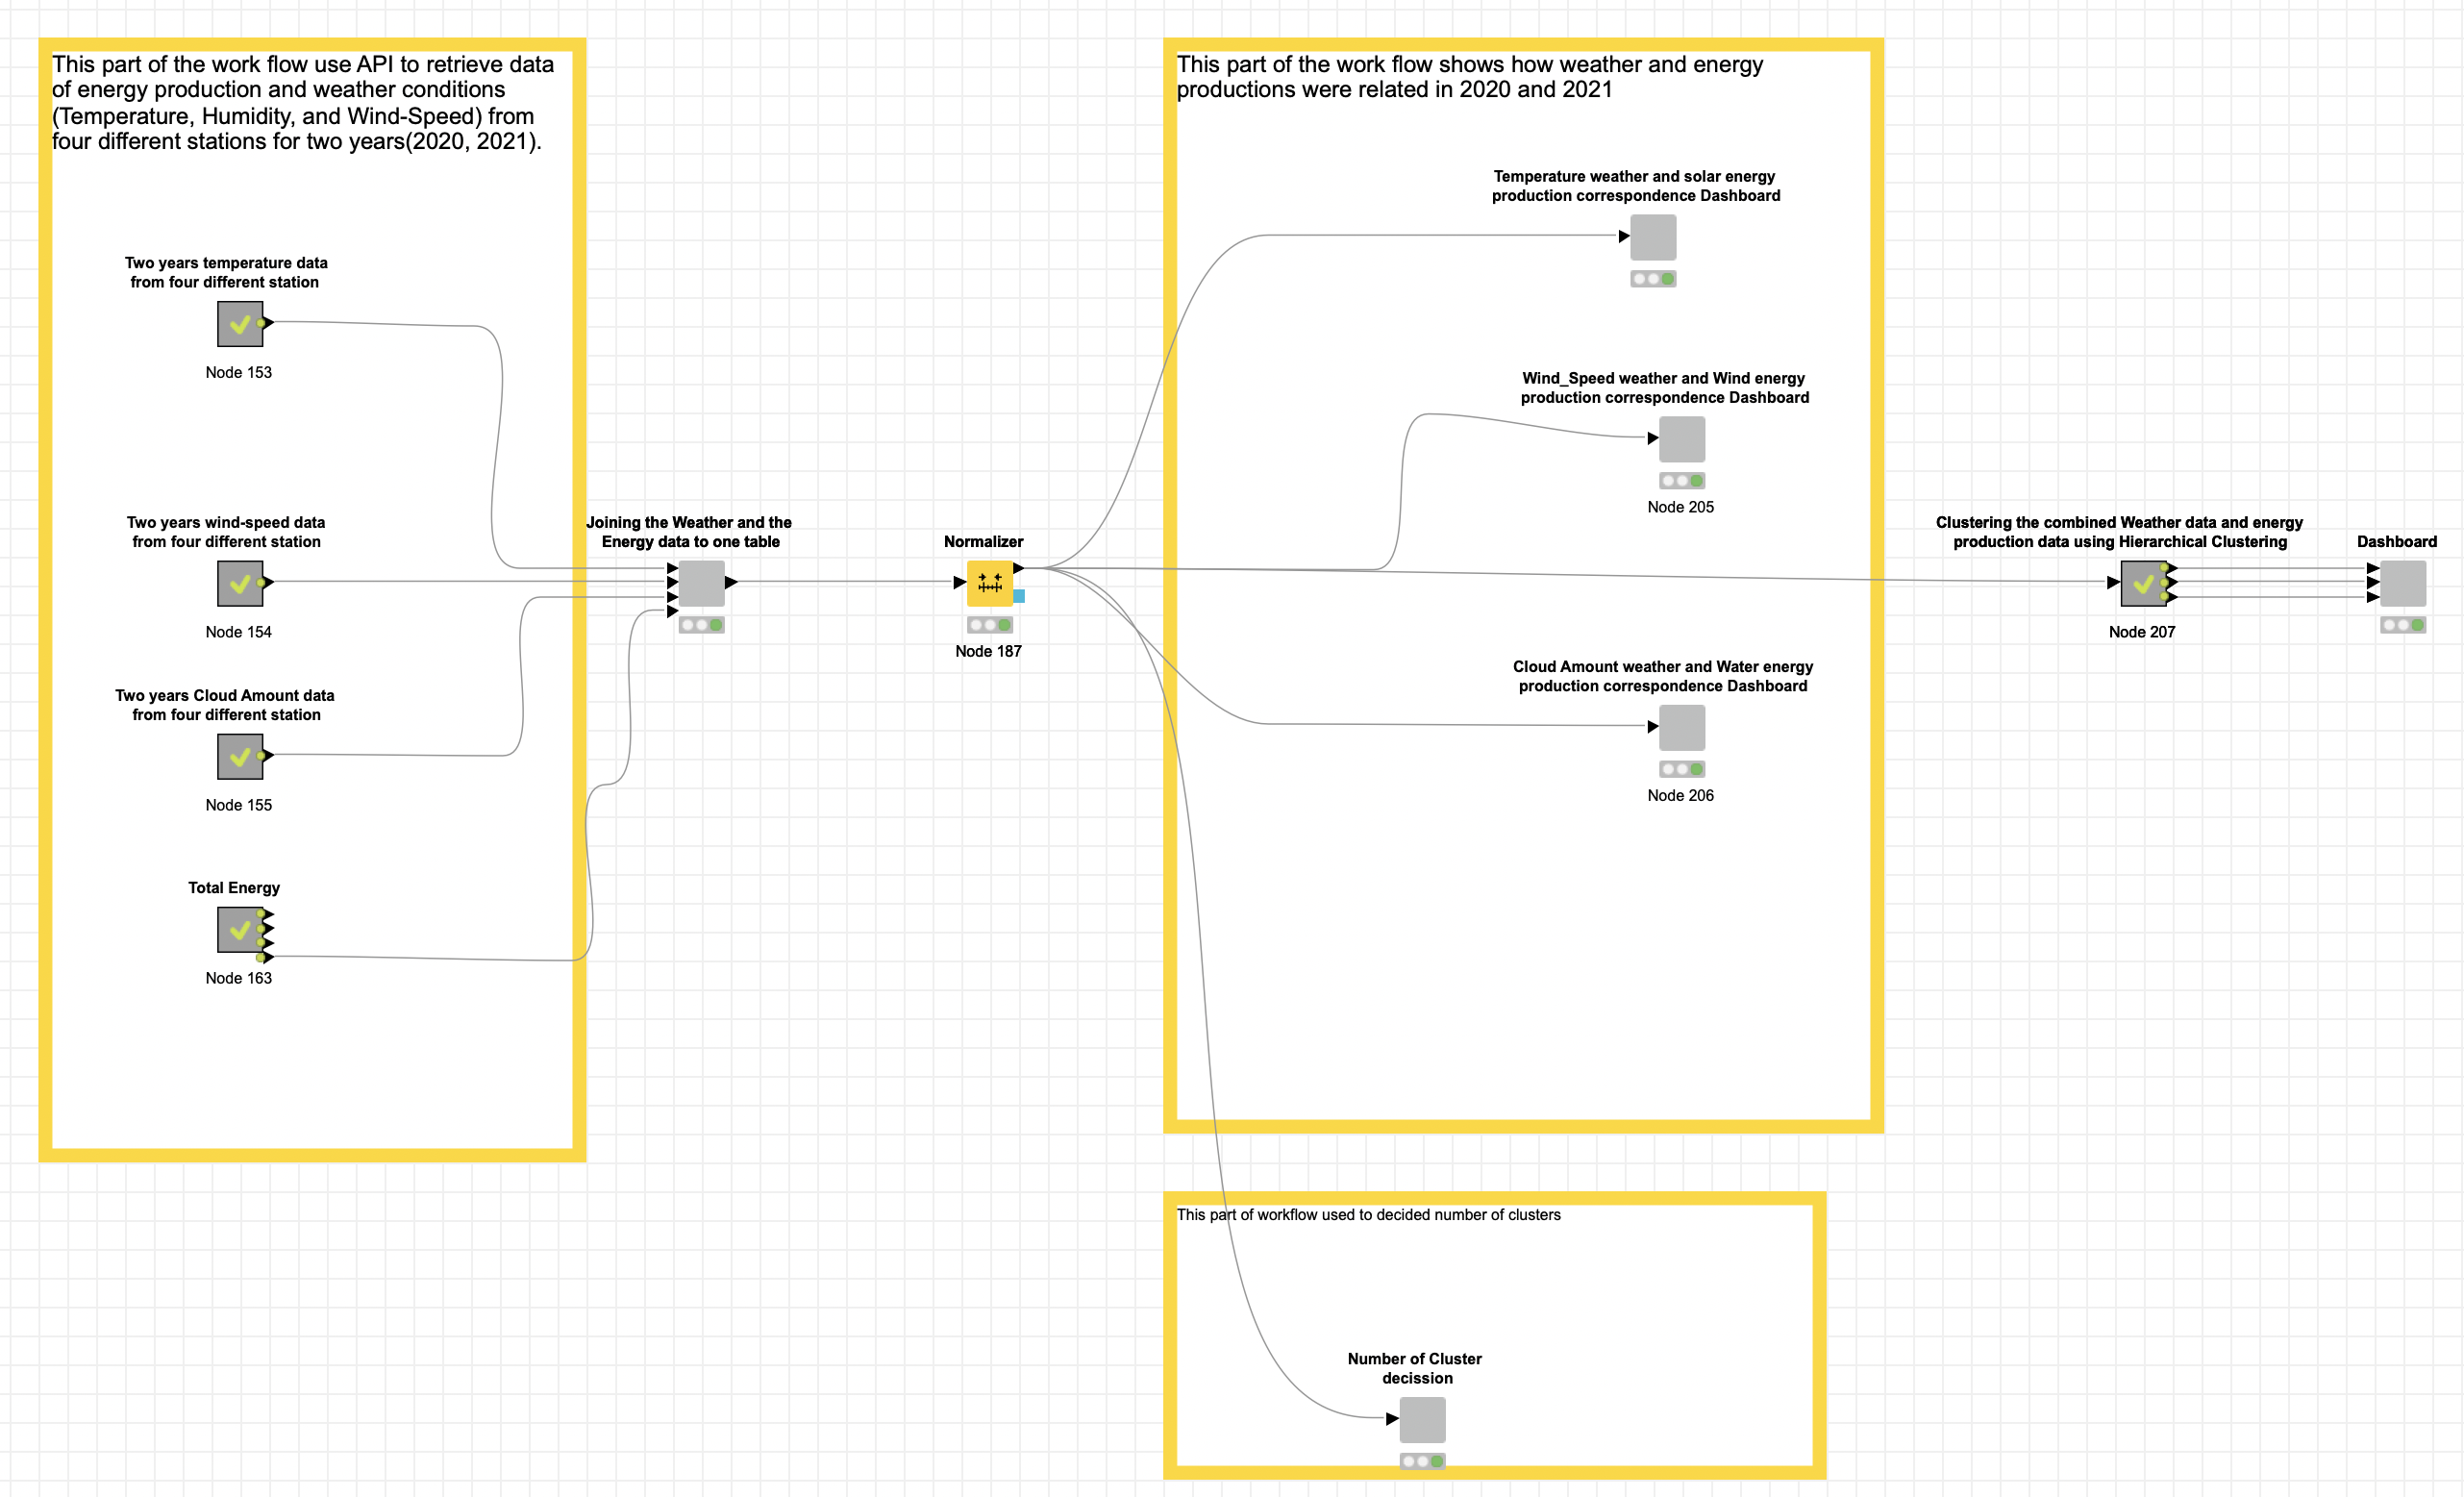 This part of the work flow use API to retrieve data
of energy production and weather conditions
(Temperature, Humidity, and Wind-Speed) from
four different stations for two years(2020, 2021).
Two years temperature data
from four different station
Node 153
Two years wind-speed data
from four different station
Node 154
Two years Cloud Amount data
from four different station
Node 155
Total Energy
Node 163
Joining the Weather and the
Energy data to one table
Normalizer
Node 187
This part of the work flow shows how weather and energy
productions were related in 2020 and 2021
Temperature weather and solar energy
production correspondence Dashboard
Wind_Speed weather and Wind energy
production correspondence Dashboard
Node 205
Cloud Amount weather and Water energy
production correspondence Dashboard
Node 206
Clustering the combined Weather data and energy
production data using Hierarchical Clustering
Node 207
Dashboard
This part of workflow used to decided number of clusters
Number of Cluster
decission